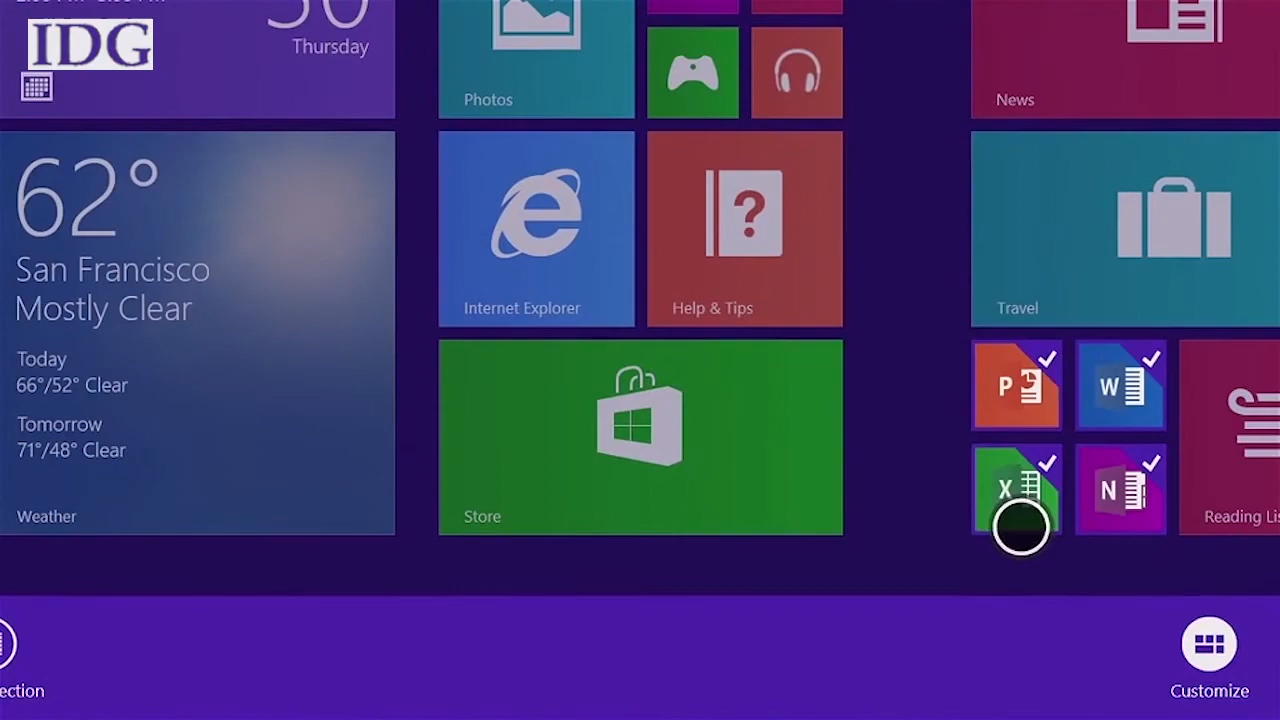 IDG
30
Thursday
Photos
News
62°
San Francisco
Mostly Clear
Today
66°/52° Clear
Tomorrow
71°/48° Clear
Weather
Internet Explorer
Help & Tips
Travel
P
W
X
N
Store
Reading Lis
ection
Customize